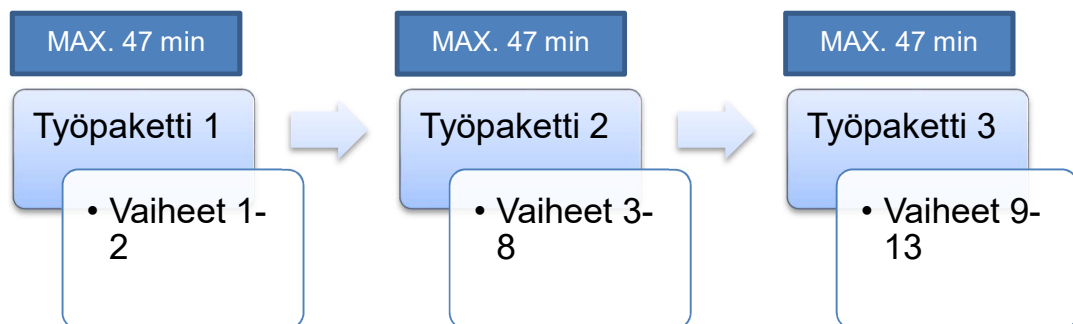 MAX. 47 min
MAX. 47 min
MAX. 47 min
Työpaketti 1
Työpaketti 2
Työpaketti 3
• Vaiheet 1-
2
• Vaiheet 3-
8
• Vaiheet 9-
13